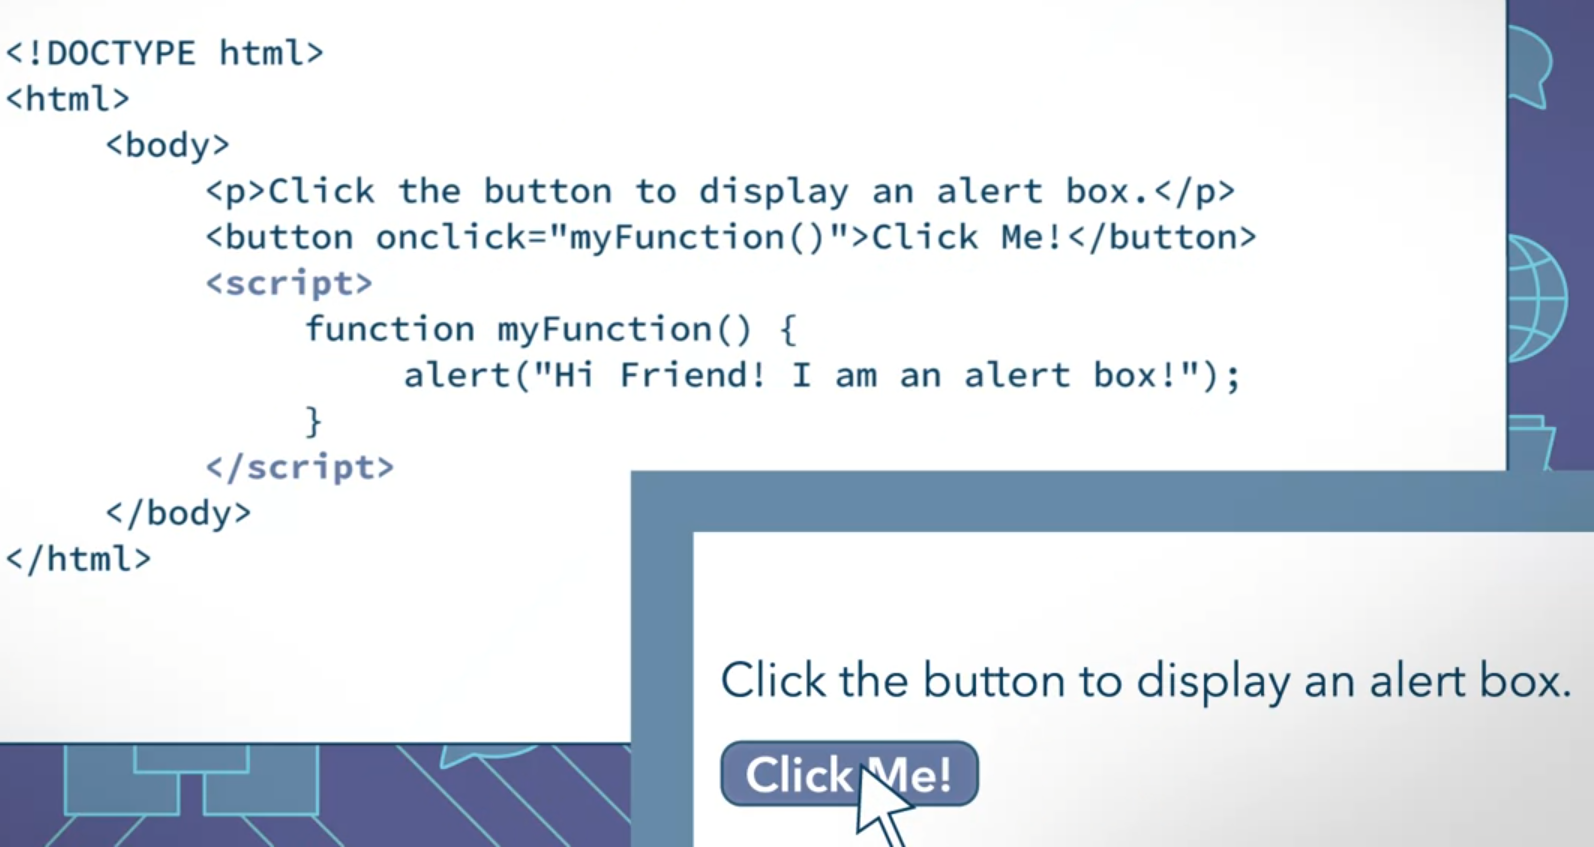 <!DOCTYPE html>
<html>
<body>
<p>Click the button to display an alert box.</p>
<button onclick="myFunction()">Click Me!</button>
<script>
function myFunction() {
alert("Hi Friend! I am an alert box!");
}
</script>
</body>
</html>
Click the button to display an alert box.
Click Me!